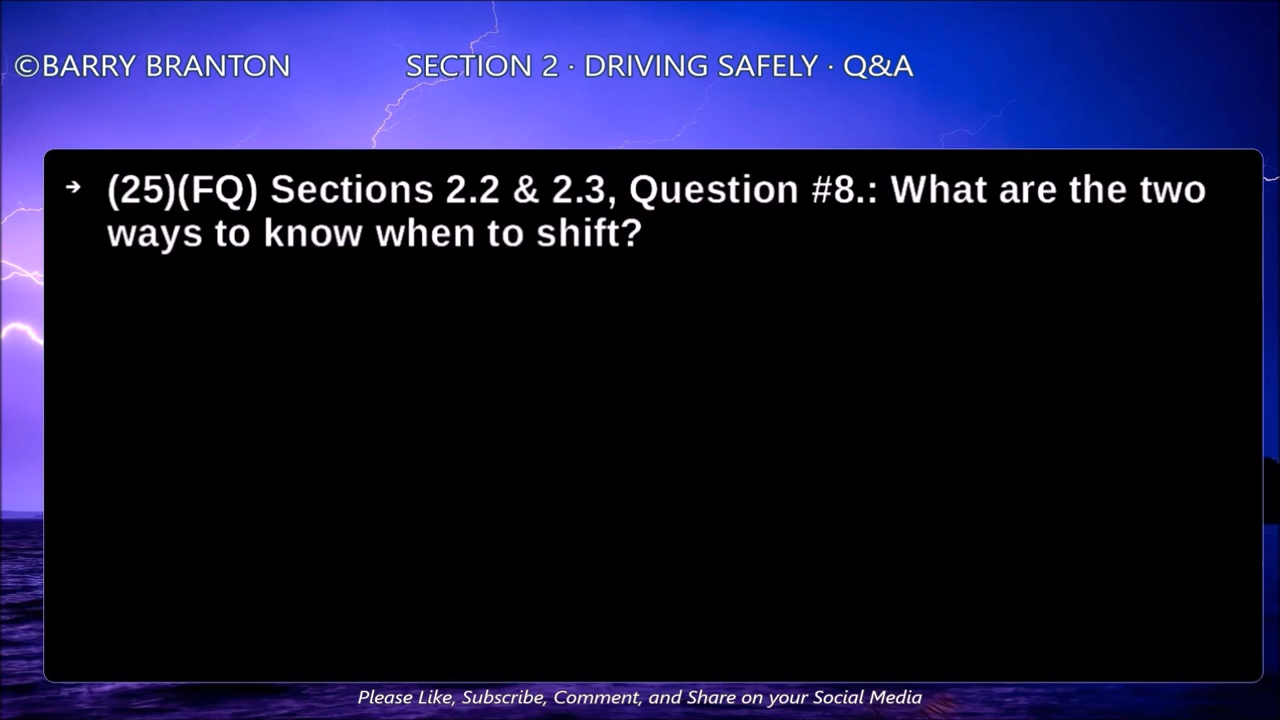 ©BARRY BRANTON
SECTION 2 · DRIVING SAFELY · Q&A
➔ (25)(FQ) Sections 2.2 & 2.3, Question #8.: What are the two
ways to know when to shift?
Please Like, Subscribe, Comment, and Share on your Social Media